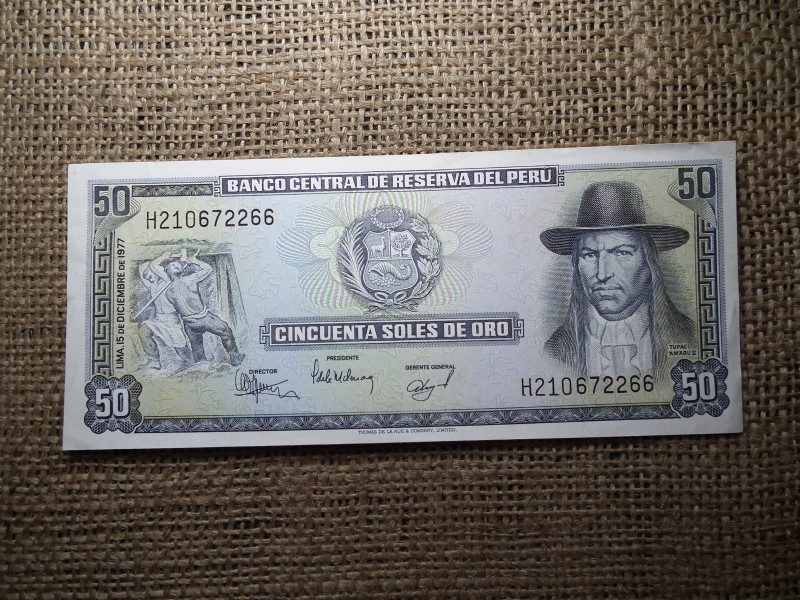 50
BANCO CENTRAL DE RESERVA DEL PERÚ
50
H210672266
LIMA, 15 DE DICIEMBRE DE 1977
CINCUENTA SOLES DE ORO
TUPAC
AMARU II
DIRECTOR
PRESIDENTE
GERENTE GENERAL
H210672266
50
50
THOMAS DE LA RUE & COMPANY, LIMITED.